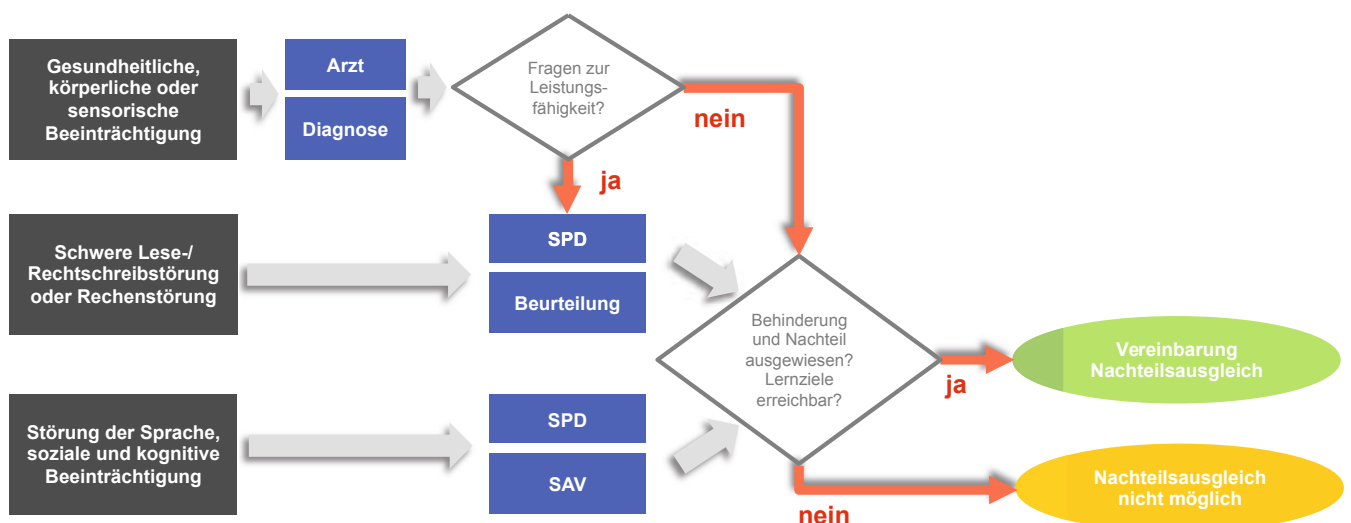 Gesundheitliche,
körperliche oder
sensorische
Beeinträchtigung
Arzt
Diagnose
Fragen zur
Leistungs-
fähigkeit?
nein
ja
Schwere Lese-/
Rechtschreibstörung
oder Rechenstörung
SPD
Beurteilung
Behinderung
und Nachteil
ausgewiesen?
Lernziele
erreichbar?
ja
Vereinbarung
Nachteilsausgleich
Störung der Sprache,
soziale und kognitive
Beeinträchtigung
SPD
SAV
nein
Nachteilsausgleich
nicht möglich